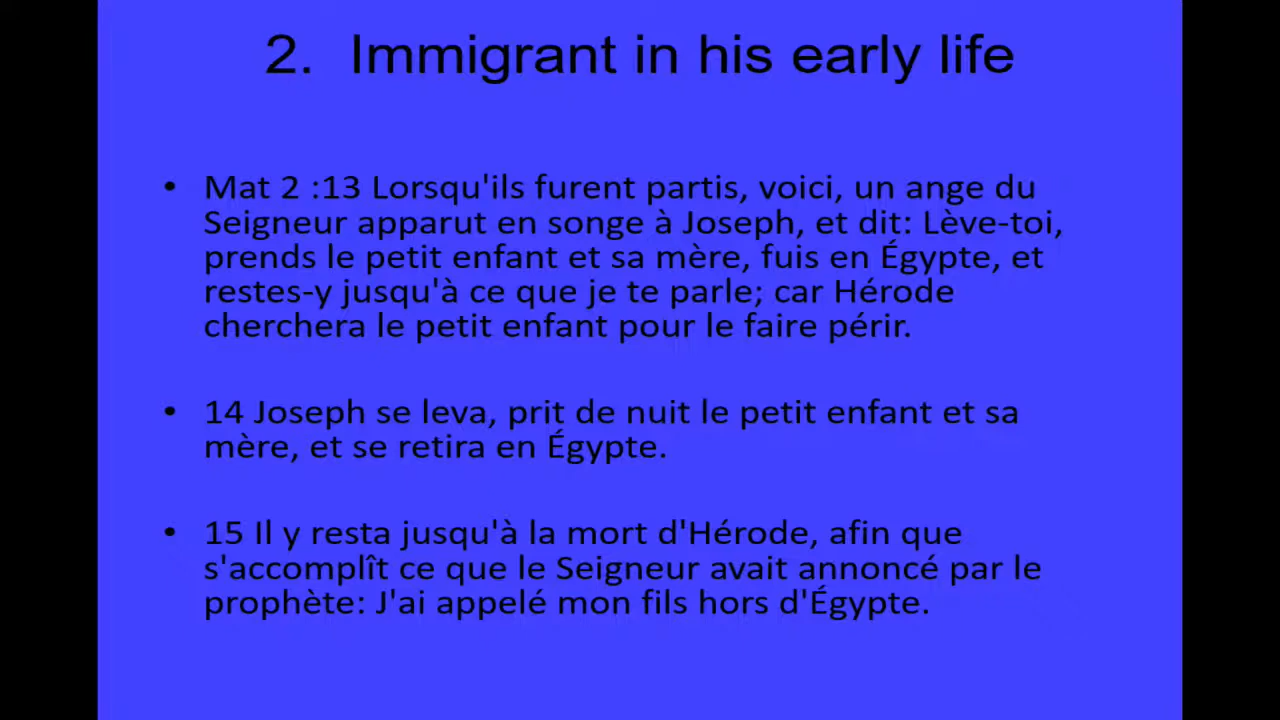 2. Immigrant in his early life
• Mat 2 :13 Lorsqu'ils furent partis, voici, un ange du
Seigneur apparut en songe à Joseph, et dit: Lève-toi,
prends le petit enfant et sa mère, fuis en Égypte, et
restes-y jusqu'à ce que je te parle; car Hérode
cherchera le petit enfant pour le faire périr.
• 14 Joseph se leva, prit de nuit le petit enfant et sa
mère, et se retira en Égypte.
• 15 Il y resta jusqu'à la mort d'Hérode, afin que
s'accomplît ce que le Seigneur avait annoncé par le
prophète: J'ai appelé mon fils hors d'Égypte.